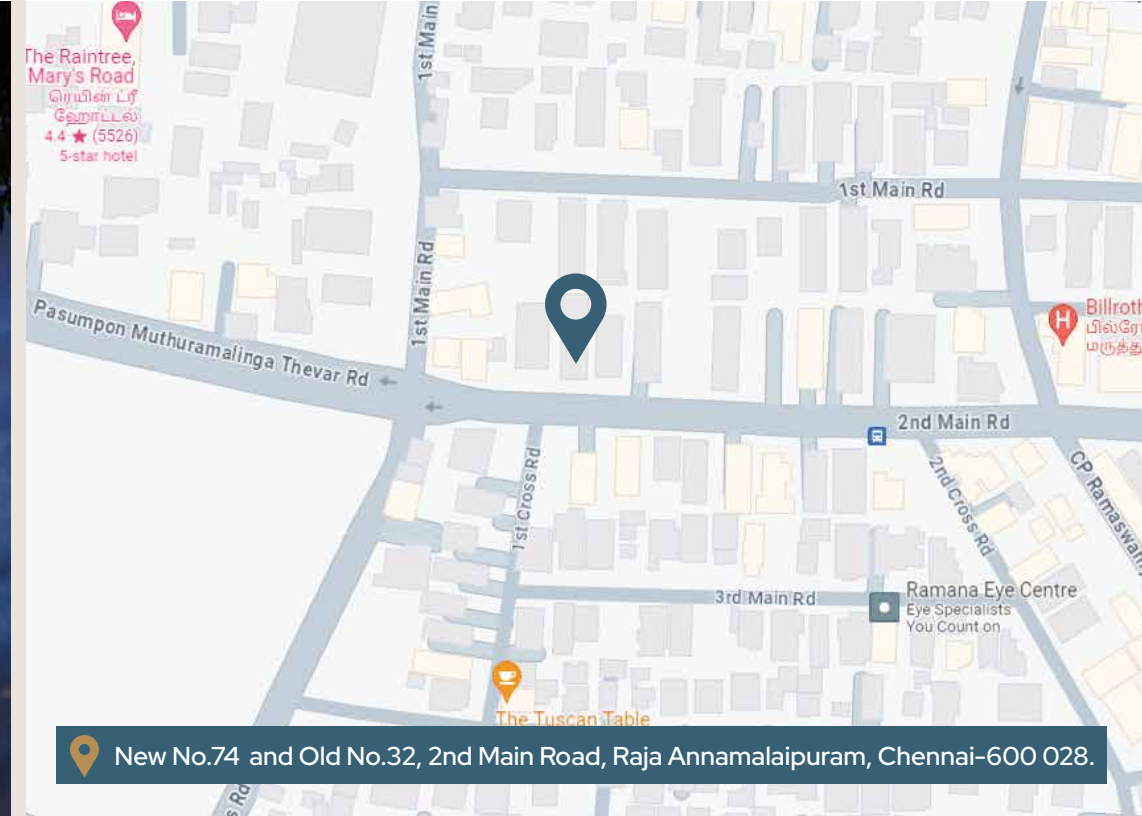 The Raintree,
Mary's Road
ரெயின் ட்ரீ
ஹோட்டல்
4.4 ★ (5526)
5-star hotel
1st Main
1st Main Rd
1st Main Rd
Pasumpon Muthuramalinga Thevar Rd
Billroth
2nd Main Rd
1st Cross Rd
2nd Cross Rd
CP Ramaswamy
3rd Main Rd
Ramana Eye Centre
Eye Specialists
You Count on
The Tuscan Table
New No.74 and Old No.32, 2nd Main Road, Raja Annamalaipuram, Chennai-600 028.
s Rd